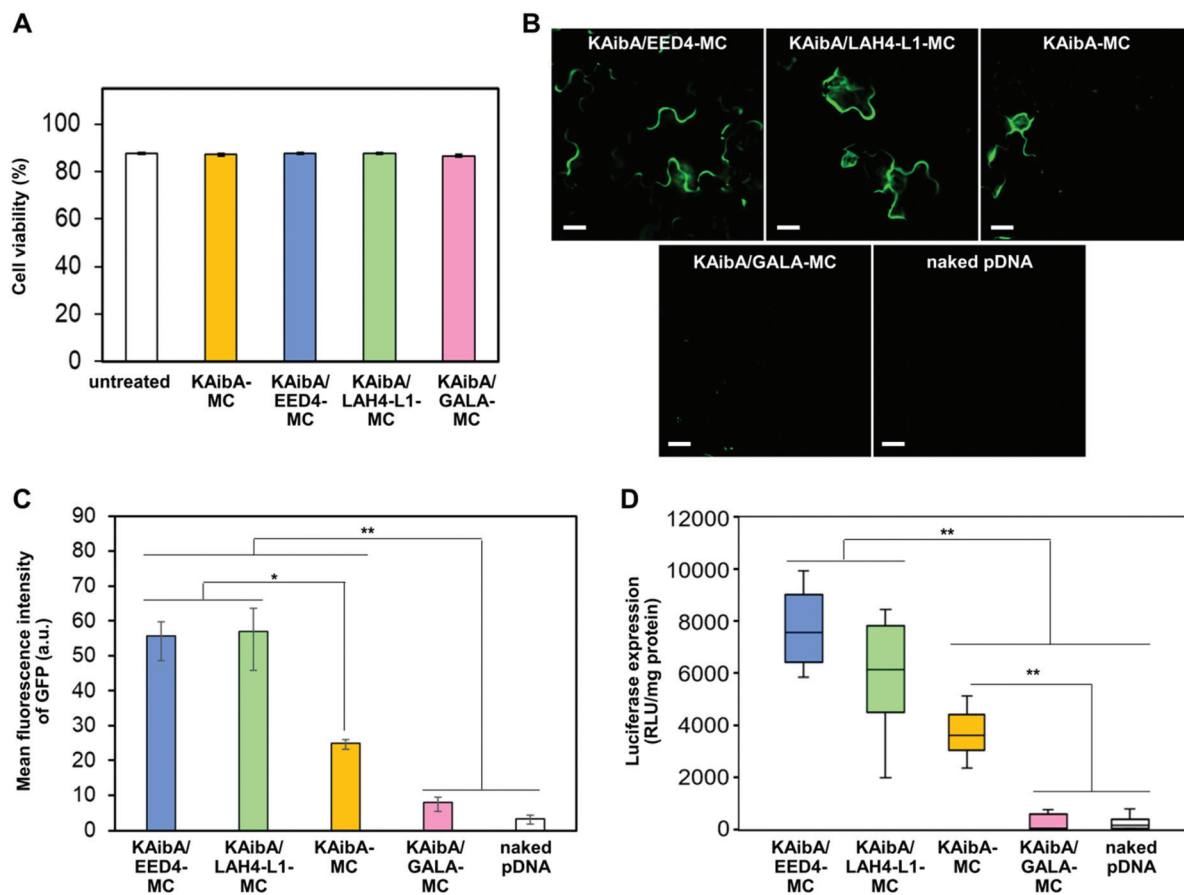 A
Cell viability (%)
100
80
60
40
20
0
untreated
KAibA-
MC
KAibA/
EED4-
MC
KAibA/
LAH4-L1-
MC
KAibA/
GALA-
MC
B
KAibA/EED4-MC
KAibA/LAH4-L1-MC
KAibA-MC
KAibA/GALA-MC
naked pDNA
C
Mean fluorescence intensity
of GFP (a.u.)
90
80
70
60
50
40
30
20
10
0
**
*
KAibA/
EED4-
MC
KAibA/
LAH4-L1-
MC
KAibA-
MC
KAibA/
GALA-
MC
naked
pDNA
D
Luciferase expression
(RLU/mg protein)
12000
10000
8000
6000
4000
2000
0
**
**
KAibA/
EED4-
MC
KAibA/
LAH4-L1-
MC
KAibA-
MC
KAibA/
GALA-
MC
naked
pDNA